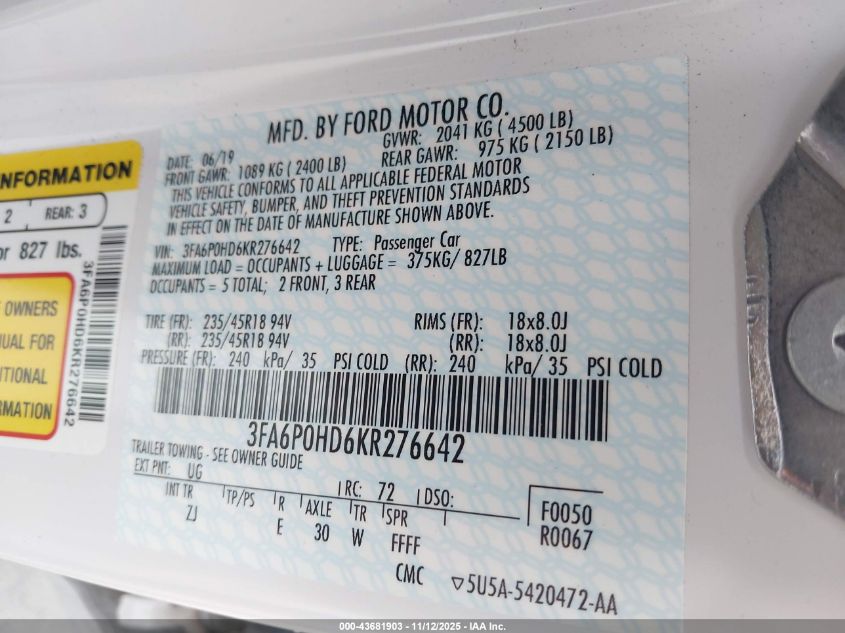 NFORMATION
2 REAR: 3
or 827 lbs.
OWNERS
UAL FOR
ITIONAL
RMATION
3FA6P0HD6KR276642
MFD. BY FORD MOTOR CO.
DATE: 06/19 GVWR: 2041 KG ( 4500 LB)
FRONT GAWR: 1089 KG ( 2400 LB) REAR GAWR: 975 KG ( 2150 LB)
THIS VEHICLE CONFORMS TO ALL APPLICABLE FEDERAL MOTOR
VEHICLE SAFETY, BUMPER, AND THEFT PREVENTION STANDARDS
IN EFFECT ON THE DATE OF MANUFACTURE SHOWN ABOVE.
VIN: 3FA6P0HD6KR276642 TYPE: Passenger Car
MAXIMUM LOAD = OCCUPANTS + LUGGAGE = 375KG/ 827LB
OCCUPANTS = 5 TOTAL; 2 FRONT, 3 REAR
TIRE (FR): 235/45R18 94V RIMS (FR): 18x8.0J
(RR): 235/45R18 94V (RR): 18x8.0J
PRESSURE (FR): 240 kPa/ 35 PSI COLD (RR): 240 kPa/ 35 PSI COLD
3FA6P0HD6KR276642
TRAILER TOWING - SEE OWNER GUIDE
EXT PNT: UG RC: 72 DSO:
INT TR TP/PS R AXLE TR SPR F0050
ZJ E 30 W FFFF R0067
CMC ▽5U5A-5420472-AA
000-43681903 - 11/12/2025 - IAA Inc.